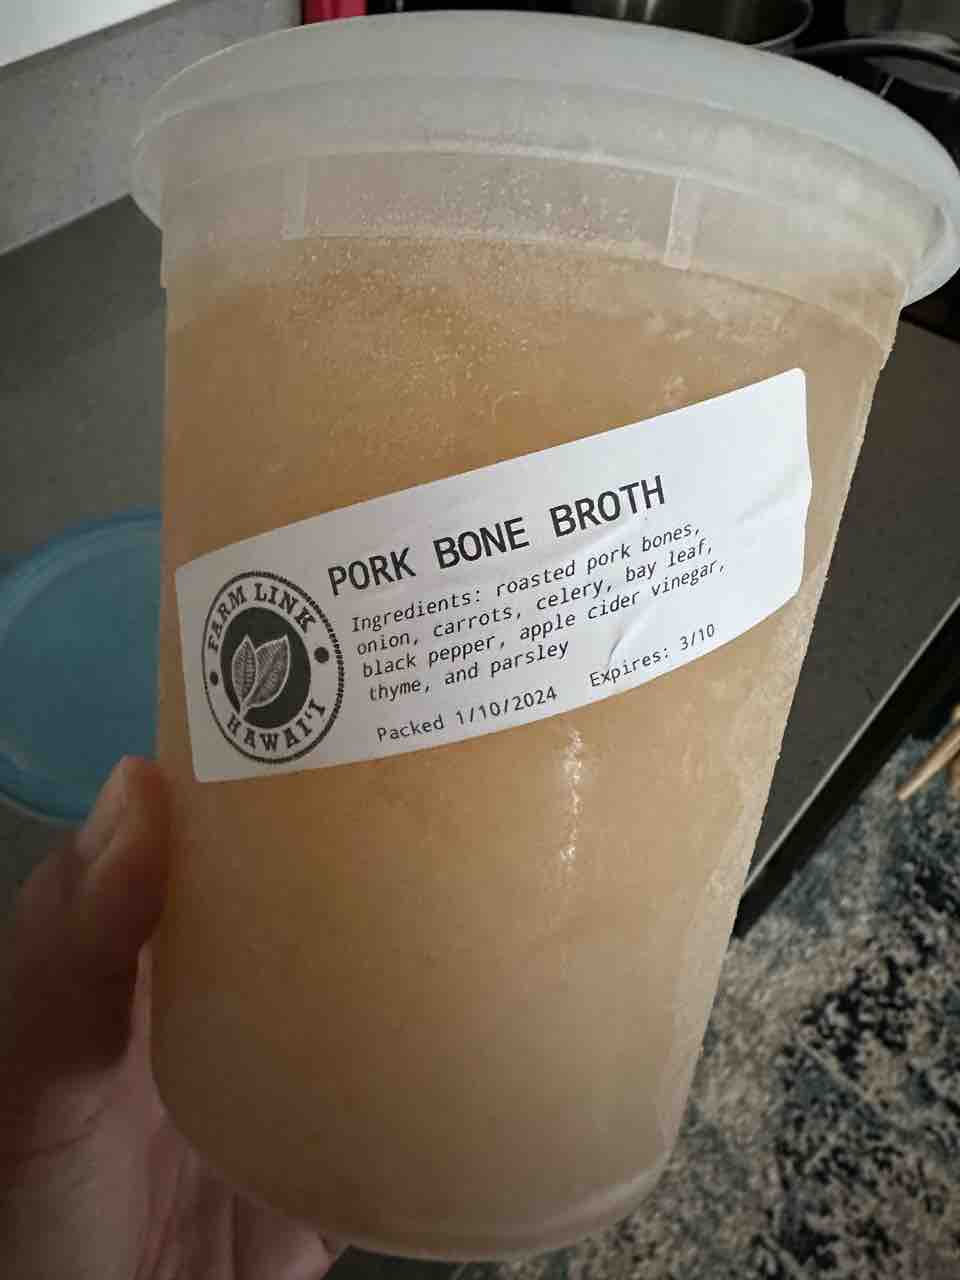 FARM LINK
HAWAI'I
PORK BONE BROTH
Ingredients: roasted pork bones,
onion, carrots, celery, bay leaf,
black pepper, apple cider vinegar,
thyme, and parsley
Packed 1/10/2024 Expires: 3/10